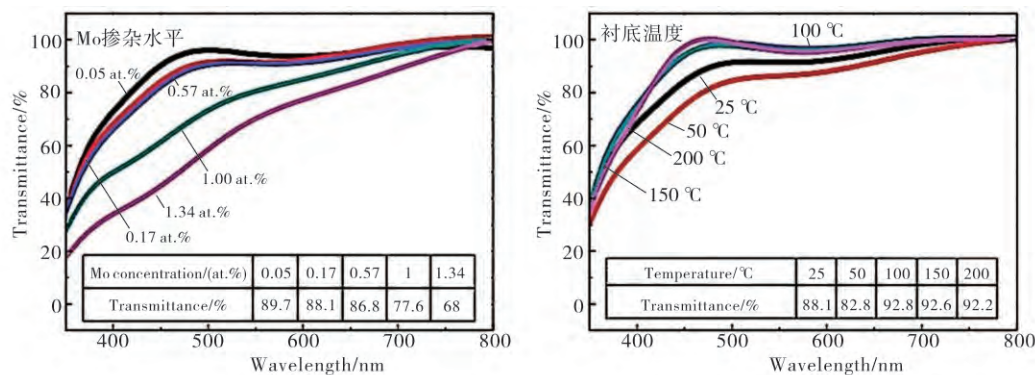 Mo掺杂水平
0.05 at.%
0.57 at.%
1.00 at.%
1.34 at.%
0.17 at.%
Transmittance/%
100
80
60
40
20
0
Mo concentration/(at.%) 0.05 0.17 0.57 1 1.34
Transmittance/% 89.7 88.1 86.8 77.6 68
400 500 600 700 800
Wavelength/nm
衬底温度
100 ℃
25 ℃
50 ℃
200 ℃
150 ℃
Transmittance/%
100
80
60
40
20
0
Temperature/℃ 25 50 100 150 200
Transmittance/% 88.1 82.8 92.8 92.6 92.2
400 500 600 700 800
Wavelength/nm